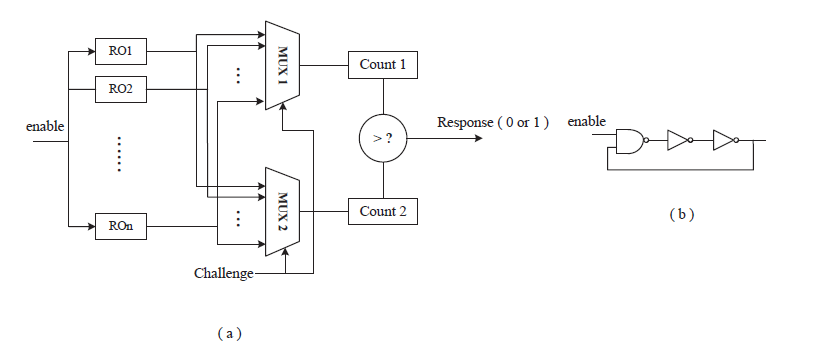 RO1
RO2
enable
ROn
MUX 1
MUX 2
Count 1
> ?
Count 2
Response ( 0 or 1 )
Challenge
( a )
enable
( b )